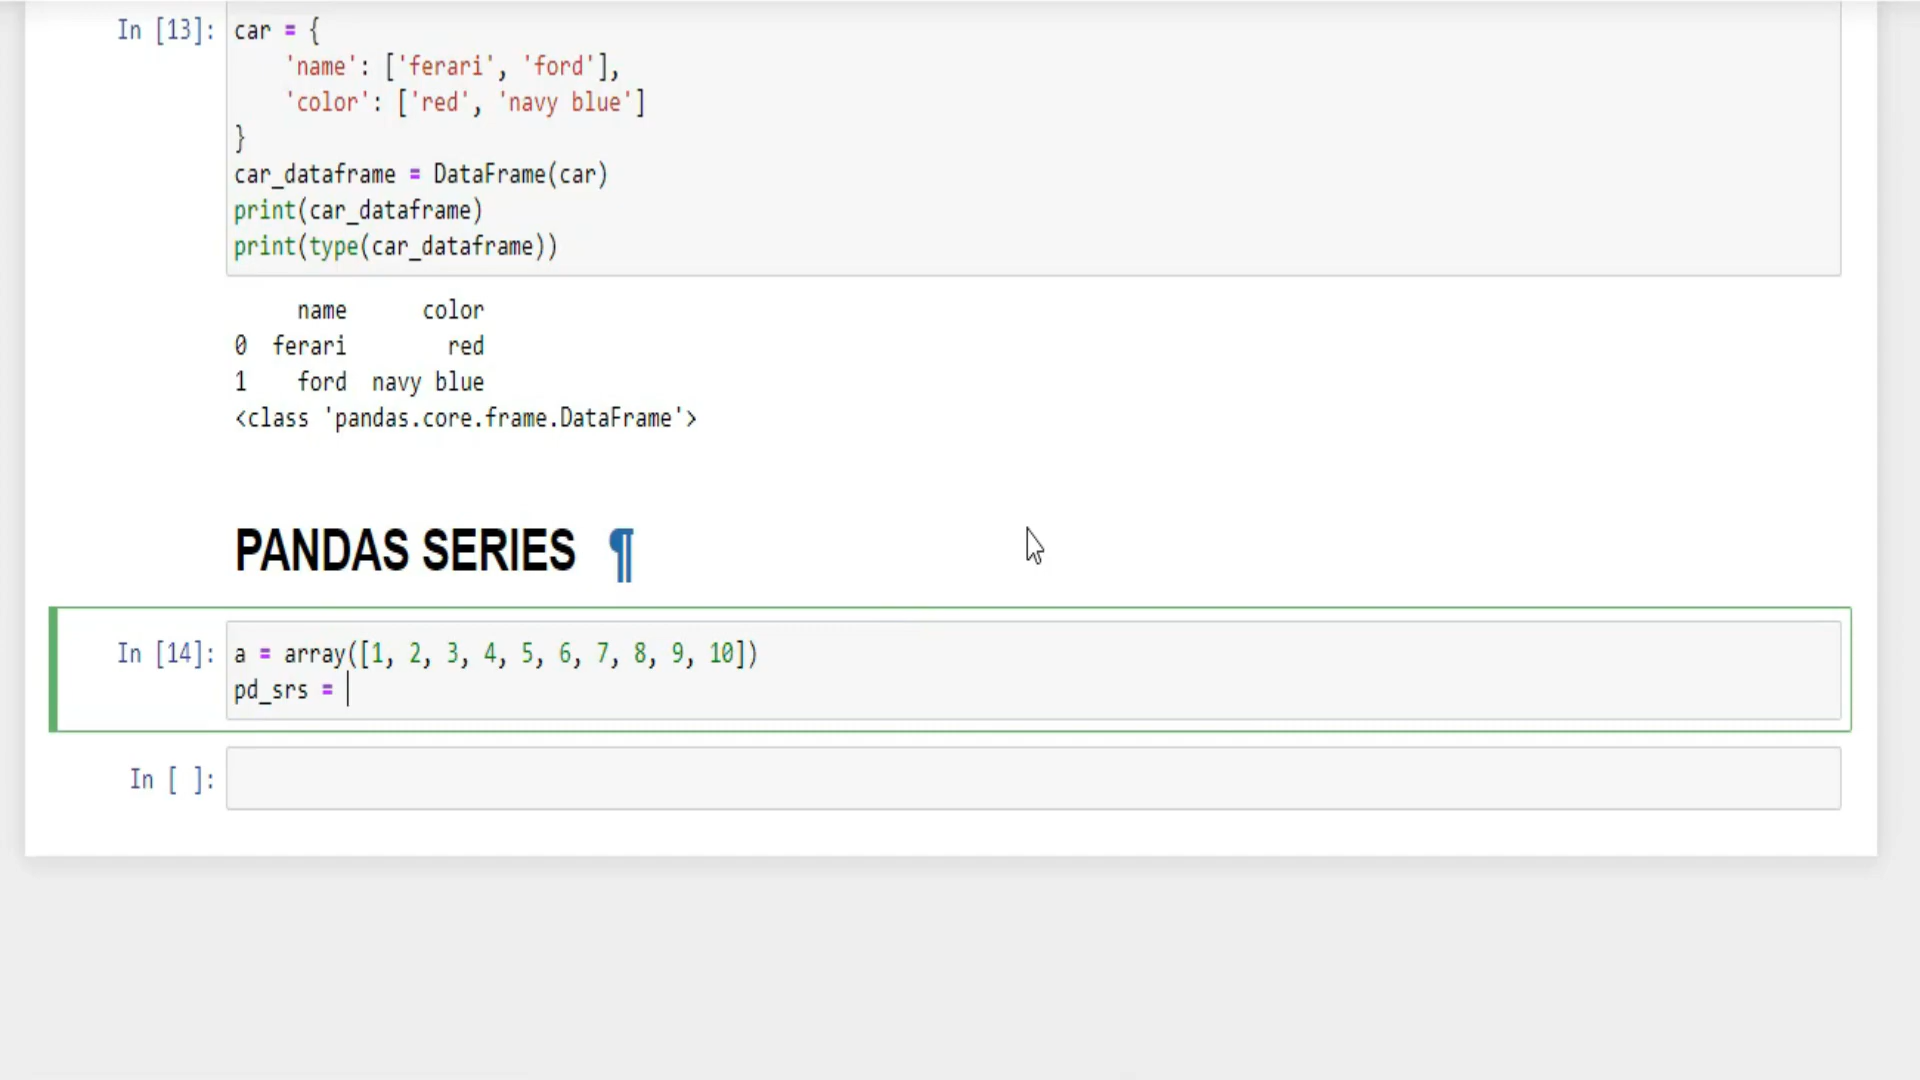 In [13]: car = {
    'name': ['ferari', 'ford'],
    'color': ['red', 'navy blue']
}
car_dataframe = DataFrame(car)
print(car_dataframe)
print(type(car_dataframe))
     name      color
0  ferari        red
1    ford  navy blue
<class 'pandas.core.frame.DataFrame'>
PANDAS SERIES ¶
In [14]: a = array([1, 2, 3, 4, 5, 6, 7, 8, 9, 10])
pd_srs =
In [ ]: